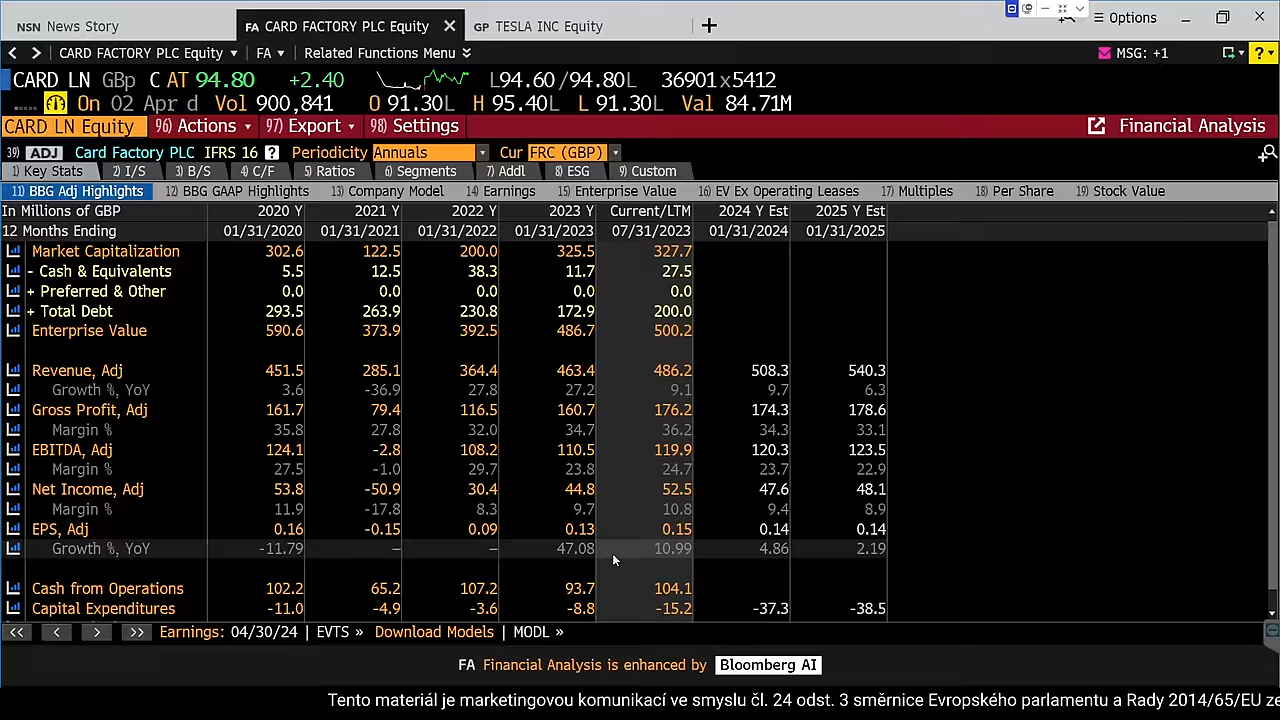 NSN News Story FA CARD FACTORY PLC Equity GP TESLA INC Equity Options
CARD FACTORY PLC Equity FA Related Functions Menu MSG: +1 ?
CARD LN GBp C AT 94.80 +2.40 L94.60/94.80L 36901x5412
On 02 Apr d Vol 900,841 O 91.30L H 95.40L L 91.30L Val 84.71M
CARD LN Equity 96) Actions 97) Export 98) Settings Financial Analysis
39) ADJ Card Factory PLC IFRS 16 ? Periodicity Annuals Cur FRC (GBP)
1) Key Stats 2) I/S 3) B/S 4) C/F 5) Ratios 6) Segments 7) Addl 8) ESG 9) Custom
11) BBG Adj Highlights 12) BBG GAAP Highlights 13) Company Model 14) Earnings 15) Enterprise Value 16) EV Ex Operating Leases 17) Multiples 18) Per Share 19) Stock Value
In Millions of GBP 2020 Y 2021 Y 2022 Y 2023 Y Current/LTM 2024 Y Est 2025 Y Est
12 Months Ending 01/31/2020 01/31/2021 01/31/2022 01/31/2023 07/31/2023 01/31/2024 01/31/2025
Market Capitalization 302.6 122.5 200.0 325.5 327.7
- Cash & Equivalents 5.5 12.5 38.3 11.7 27.5
+ Preferred & Other 0.0 0.0 0.0 0.0 0.0
+ Total Debt 293.5 263.9 230.8 172.9 200.0
Enterprise Value 590.6 373.9 392.5 486.7 500.2
Revenue, Adj 451.5 285.1 364.4 463.4 486.2 508.3 540.3
Growth %, YoY 3.6 -36.9 27.8 27.2 9.1 9.7 6.3
Gross Profit, Adj 161.7 79.4 116.5 160.7 176.2 174.3 178.6
Margin % 35.8 27.8 32.0 34.7 36.2 34.3 33.1
EBITDA, Adj 124.1 -2.8 108.2 110.5 119.9 120.3 123.5
Margin % 27.5 -1.0 29.7 23.8 24.7 23.7 22.9
Net Income, Adj 53.8 -50.9 30.4 44.8 52.5 47.6 48.1
Margin % 11.9 -17.8 8.3 9.7 10.8 9.4 8.9
EPS, Adj 0.16 -0.15 0.09 0.13 0.15 0.14 0.14
Growth %, YoY -11.79 – – 47.08 10.99 4.86 2.19
Cash from Operations 102.2 65.2 107.2 93.7 104.1
Capital Expenditures -11.0 -4.9 -3.6 -8.8 -15.2 -37.3 -38.5
<< < > >> Earnings: 04/30/24 | EVTS » Download Models | MODL »
FA Financial Analysis is enhanced by Bloomberg AI
Tento materiál je marketingovou komunikací ve smyslu čl. 24 odst. 3 směrnice Evropského parlamentu a Rady 2014/65/EU ze